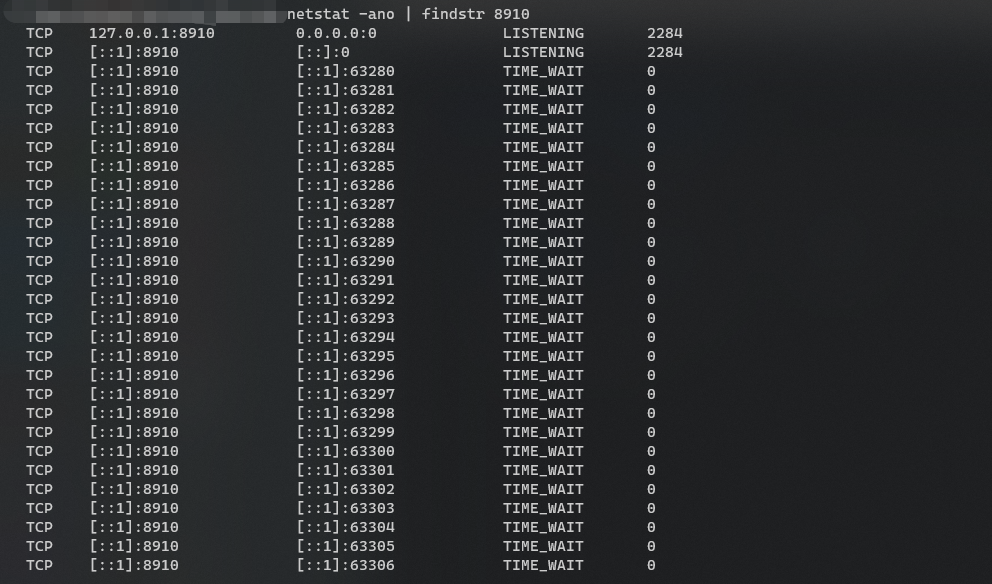 netstat -ano | findstr 8910
TCP 127.0.0.1:8910 0.0.0.0:0 LISTENING 2284
TCP [::1]:8910 [::]:0 LISTENING 2284
TCP [::1]:8910 [::1]:63280 TIME_WAIT 0
TCP [::1]:8910 [::1]:63281 TIME_WAIT 0
TCP [::1]:8910 [::1]:63282 TIME_WAIT 0
TCP [::1]:8910 [::1]:63283 TIME_WAIT 0
TCP [::1]:8910 [::1]:63284 TIME_WAIT 0
TCP [::1]:8910 [::1]:63285 TIME_WAIT 0
TCP [::1]:8910 [::1]:63286 TIME_WAIT 0
TCP [::1]:8910 [::1]:63287 TIME_WAIT 0
TCP [::1]:8910 [::1]:63288 TIME_WAIT 0
TCP [::1]:8910 [::1]:63289 TIME_WAIT 0
TCP [::1]:8910 [::1]:63290 TIME_WAIT 0
TCP [::1]:8910 [::1]:63291 TIME_WAIT 0
TCP [::1]:8910 [::1]:63292 TIME_WAIT 0
TCP [::1]:8910 [::1]:63293 TIME_WAIT 0
TCP [::1]:8910 [::1]:63294 TIME_WAIT 0
TCP [::1]:8910 [::1]:63295 TIME_WAIT 0
TCP [::1]:8910 [::1]:63296 TIME_WAIT 0
TCP [::1]:8910 [::1]:63297 TIME_WAIT 0
TCP [::1]:8910 [::1]:63298 TIME_WAIT 0
TCP [::1]:8910 [::1]:63299 TIME_WAIT 0
TCP [::1]:8910 [::1]:63300 TIME_WAIT 0
TCP [::1]:8910 [::1]:63301 TIME_WAIT 0
TCP [::1]:8910 [::1]:63302 TIME_WAIT 0
TCP [::1]:8910 [::1]:63303 TIME_WAIT 0
TCP [::1]:8910 [::1]:63304 TIME_WAIT 0
TCP [::1]:8910 [::1]:63305 TIME_WAIT 0
TCP [::1]:8910 [::1]:63306 TIME_WAIT 0